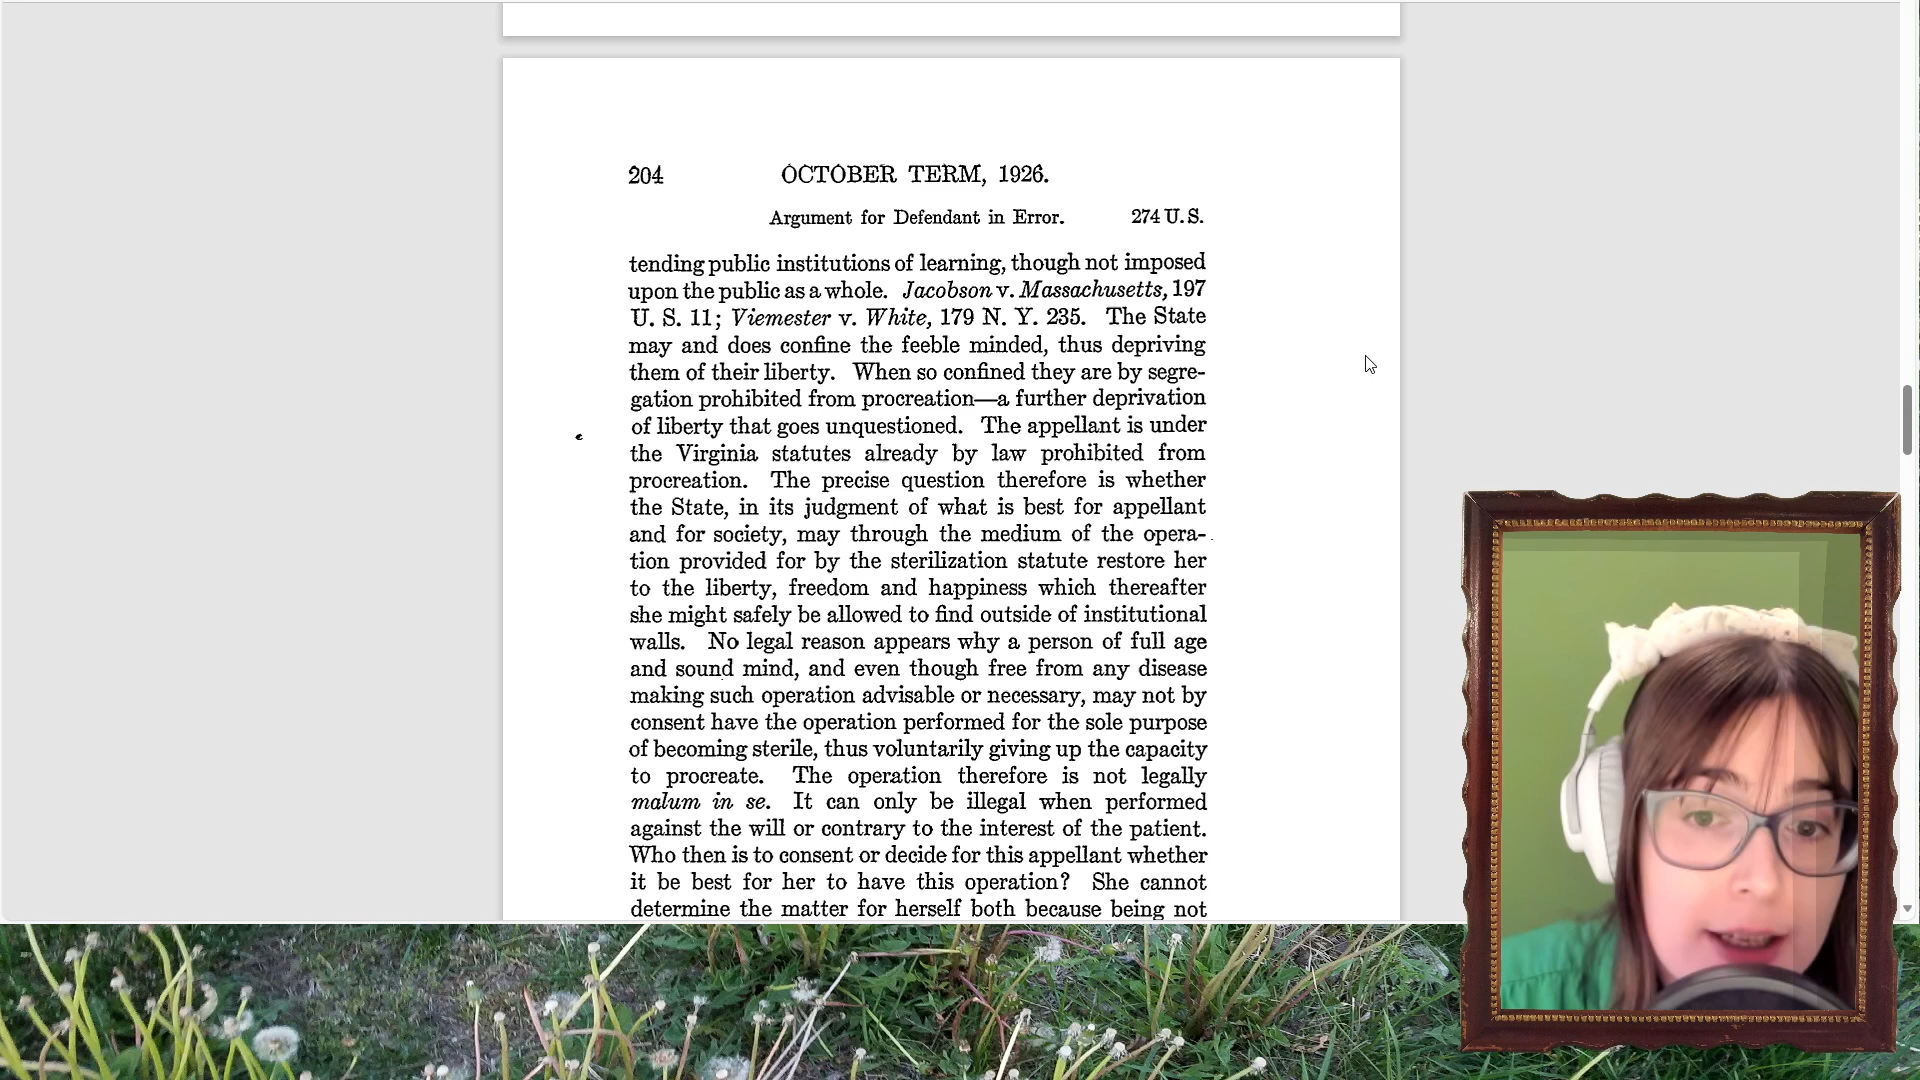 204 OCTOBER TERM, 1926.
Argument for Defendant in Error. 274 U.S.
tending public institutions of learning, though not imposed
upon the public as a whole. Jacobson v. Massachusetts, 197
U. S. 11; Viemester v. White, 179 N. Y. 235. The State
may and does confine the feeble minded, thus depriving
them of their liberty. When so confined they are by segre-
gation prohibited from procreation—a further deprivation
of liberty that goes unquestioned. The appellant is under
the Virginia statutes already by law prohibited from
procreation. The precise question therefore is whether
the State, in its judgment of what is best for appellant
and for society, may through the medium of the opera-
tion provided for by the sterilization statute restore her
to the liberty, freedom and happiness which thereafter
she might safely be allowed to find outside of institutional
walls. No legal reason appears why a person of full age
and sound mind, and even though free from any disease
making such operation advisable or necessary, may not by
consent have the operation performed for the sole purpose
of becoming sterile, thus voluntarily giving up the capacity
to procreate. The operation therefore is not legally
malum in se. It can only be illegal when performed
against the will or contrary to the interest of the patient.
Who then is to consent or decide for this appellant whether
it be best for her to have this operation? She cannot
determine the matter for herself both because being not